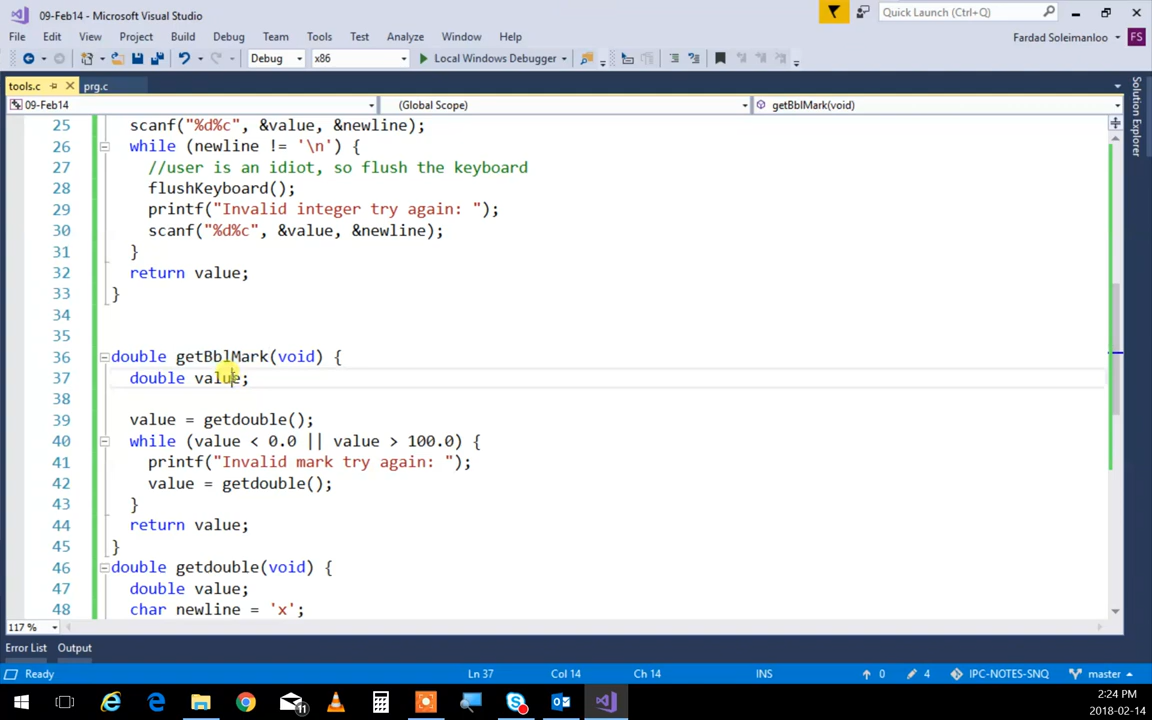 09-Feb14 - Microsoft Visual Studio
Quick Launch (Ctrl+Q)
File Edit View Project Build Debug Team Tools Test Analyze Window Help
Fardad Soleimanloo FS
Debug x86 Local Windows Debugger
tools.c prg.c
09-Feb14 (Global Scope) getBblMark(void)
25 scanf("%d%c", &value, &newline);
26 while (newline != '\n') {
27 //user is an idiot, so flush the keyboard
28 flushKeyboard();
29 printf("Invalid integer try again: ");
30 scanf("%d%c", &value, &newline);
31 }
32 return value;
33 }
34
35
36 double getBblMark(void) {
37 double value;
38
39 value = getdouble();
40 while (value < 0.0 || value > 100.0) {
41 printf("Invalid mark try again: ");
42 value = getdouble();
43 }
44 return value;
45 }
46 double getdouble(void) {
47 double value;
48 char newline = 'x';
117 %
Error List Output
Ready Ln 37 Col 14 Ch 14 INS 0 4 IPC-NOTES-SNQ master
11
2:24 PM
2018-02-14
Solution Explorer